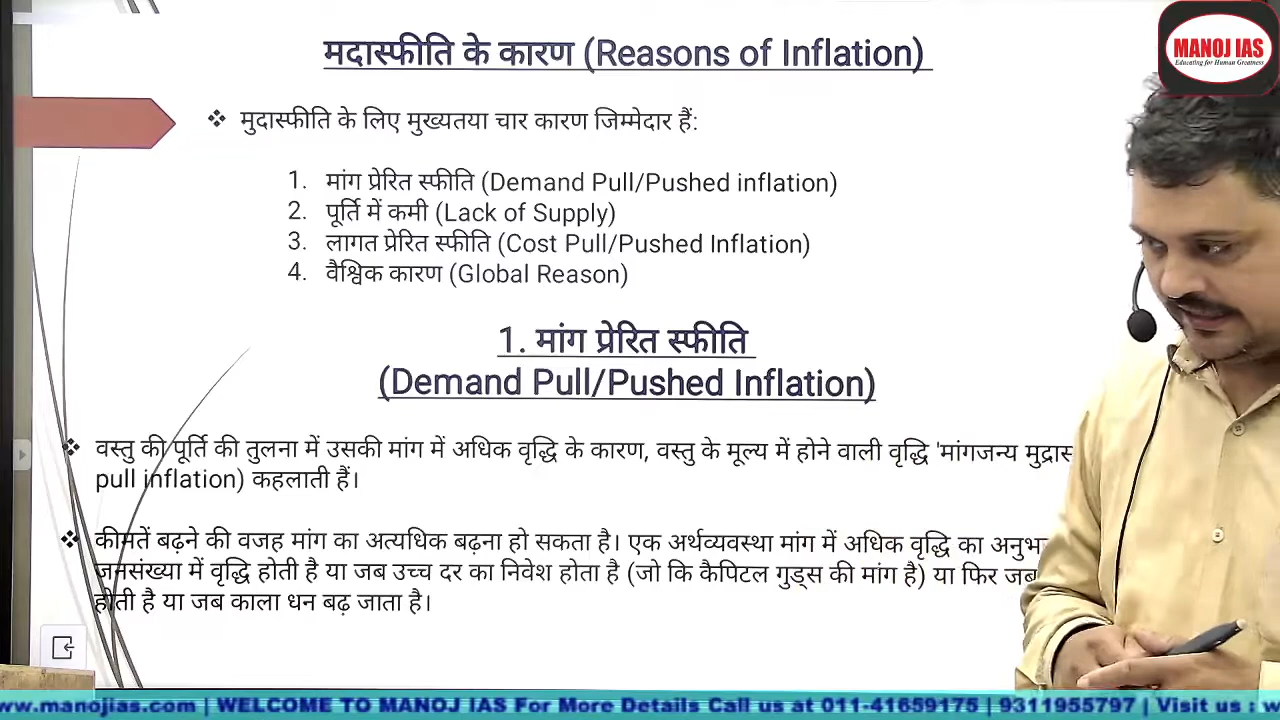 मदास्फीति के कारण (Reasons of Inflation)
MANOJ IAS
Educating for Human Greatness
❖ मुदास्फीति के लिए मुख्यतया चार कारण जिम्मेदार हैं:
1. मांग प्रेरित स्फीति (Demand Pull/Pushed inflation)
2. पूर्ति में कमी (Lack of Supply)
3. लागत प्रेरित स्फीति (Cost Pull/Pushed Inflation)
4. वैश्विक कारण (Global Reason)
1. मांग प्रेरित स्फीति
(Demand Pull/Pushed Inflation)
❖ वस्तु की पूर्ति की तुलना में उसकी मांग में अधिक वृद्धि के कारण, वस्तु के मूल्य में होने वाली वृद्धि 'मांगजन्य
pull inflation) कहलाती हैं।
❖ कीमतें बढ़ने की वजह मांग का अत्यधिक बढ़ना हो सकता है। एक अर्थव्यवस्था मांग में अधिक वृद्धि का
जनसंख्या में वृद्धि होती है या जब उच्च दर का निवेश होता है (जो कि कैपिटल गुड्स की मांग है) या फिर जब
होती है या जब काला धन बढ़ जाता है।
www.manojias.com | WELCOME TO MANOJ IAS For More Details Call us at 011-41659175 | 9311955797 | Visit us : w